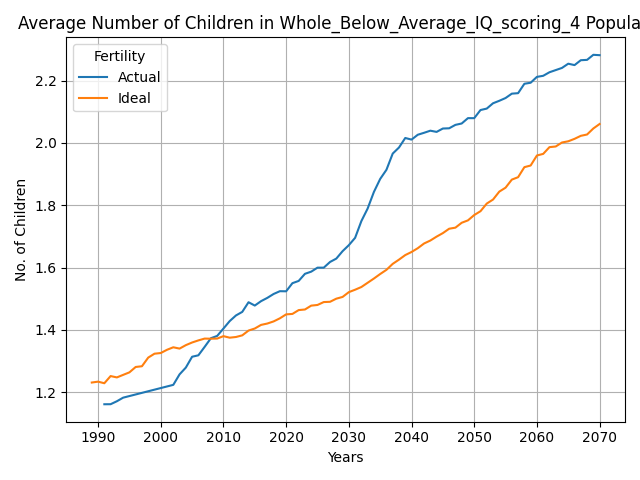 Average Number of Children in Whole_Below_Average_IQ_scoring_4 Popula
Fertility
Actual
Ideal
No. of Children
2.2
2.0
1.8
1.6
1.4
1.2
1990 2000 2010 2020 2030 2040 2050 2060 2070
Years